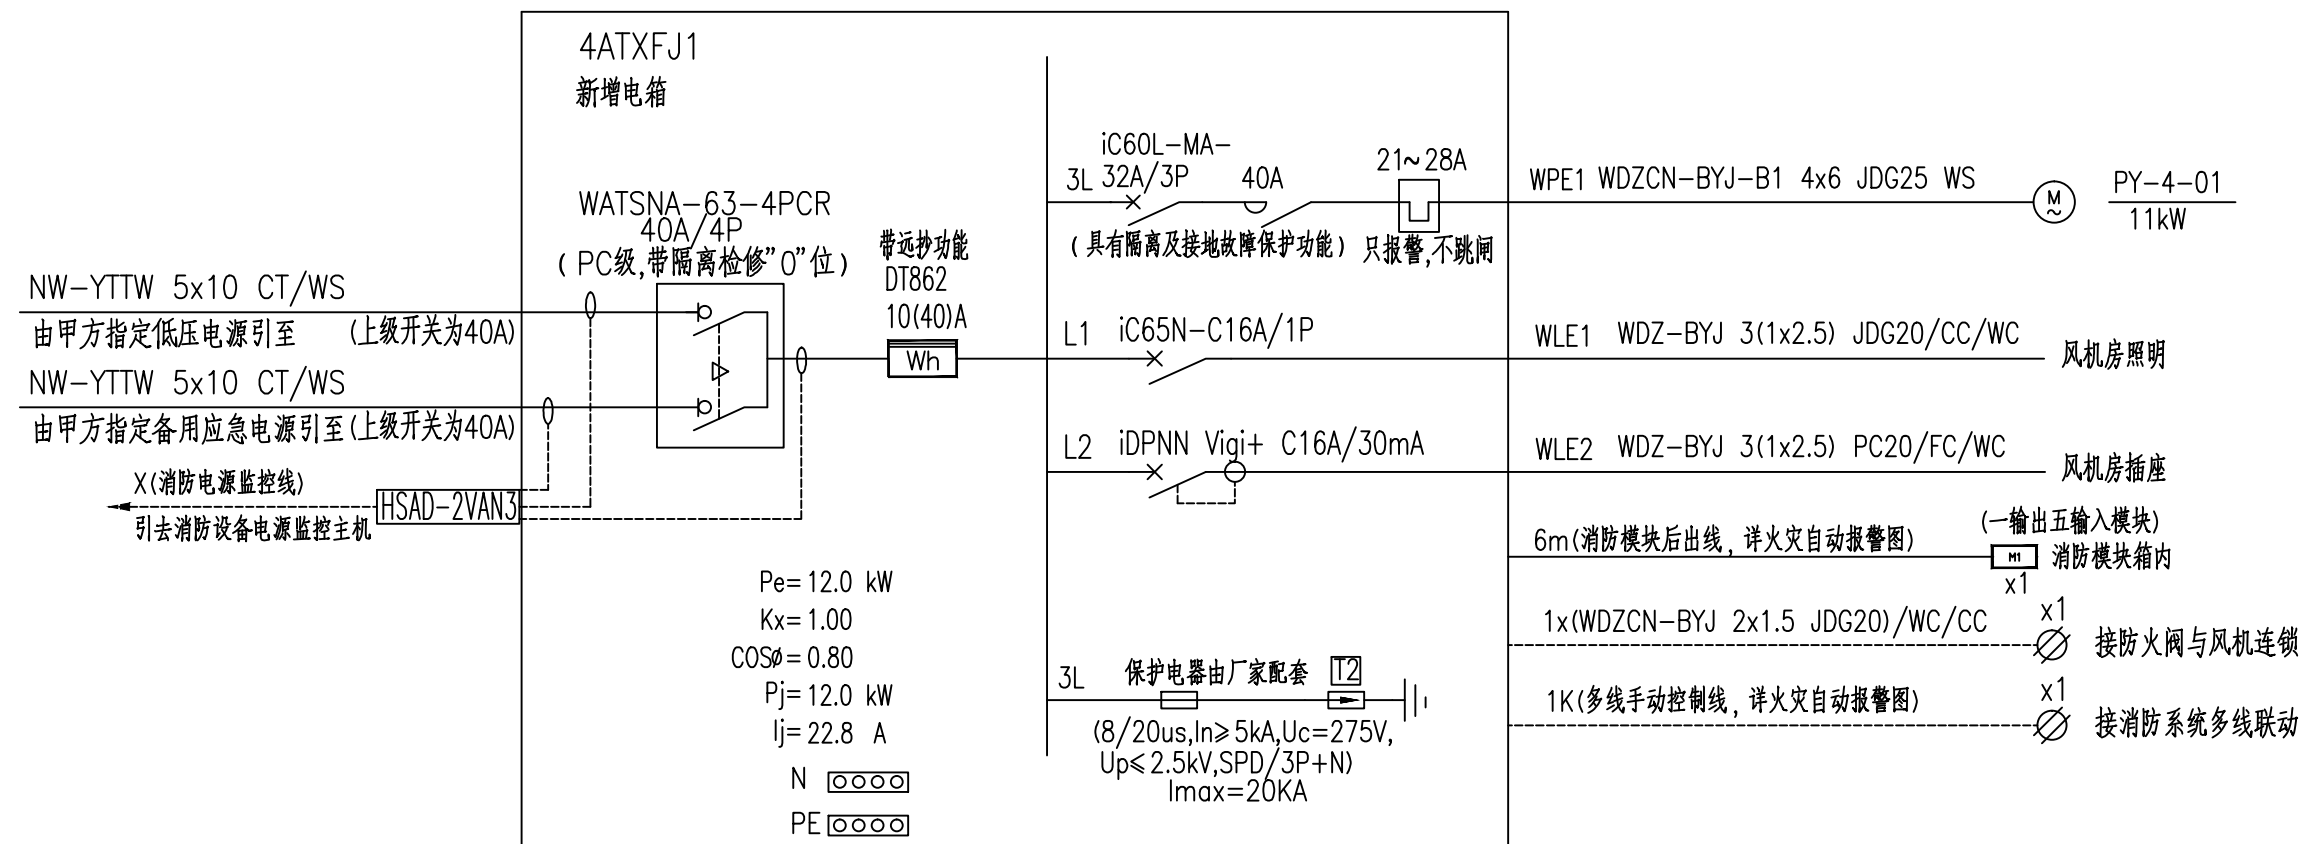 4ATXFJ1
新增电箱
WATSNA-63-4PCR
40A/4P
(PC级,带隔离检修"0"位)
带远抄功能
DT862
10(40)A
Wh
NW-YTTW 5x10 CT/WS
由甲方指定低压电源引至 (上级开关为40A)
NW-YTTW 5x10 CT/WS
由甲方指定备用应急电源引至(上级开关为40A)
X(消防电源监控线)
HSAD-2VAN3
引去消防设备电源监控主机
Pe=12.0 kW
Kx=1.00
COSø=0.80
Pj=12.0 kW
Ij=22.8 A
N
PE
3L
iC60L-MA-
32A/3P
40A
21~28A
(具有隔离及接地故障保护功能)
只报警,不跳闸
WPE1 WDZCN-BYJ-B1 4x6 JDG25 WS
M
~
PY-4-01
11kW
L1 iC65N-C16A/1P
WLE1 WDZ-BYJ 3(1x2.5) JDG20/CC/WC
风机房照明
L2 iDPNN Vigi+ C16A/30mA
WLE2 WDZ-BYJ 3(1x2.5) PC20/FC/WC
风机房插座
6m(消防模块后出线, 详火灾自动报警图)
(一输出五输入模块)
M1
消防模块箱内
x1
1x(WDZCN-BYJ 2x1.5 JDG20)/WC/CC
x1
接防火阀与风机连锁
1K(多线手动控制线, 详火灾自动报警图)
x1
接消防系统多线联动
3L
保护电器由厂家配套
T2
(8/20us,In≥5kA,Uc=275V,
Up≤2.5kV,SPD/3P+N)
Imax=20KA